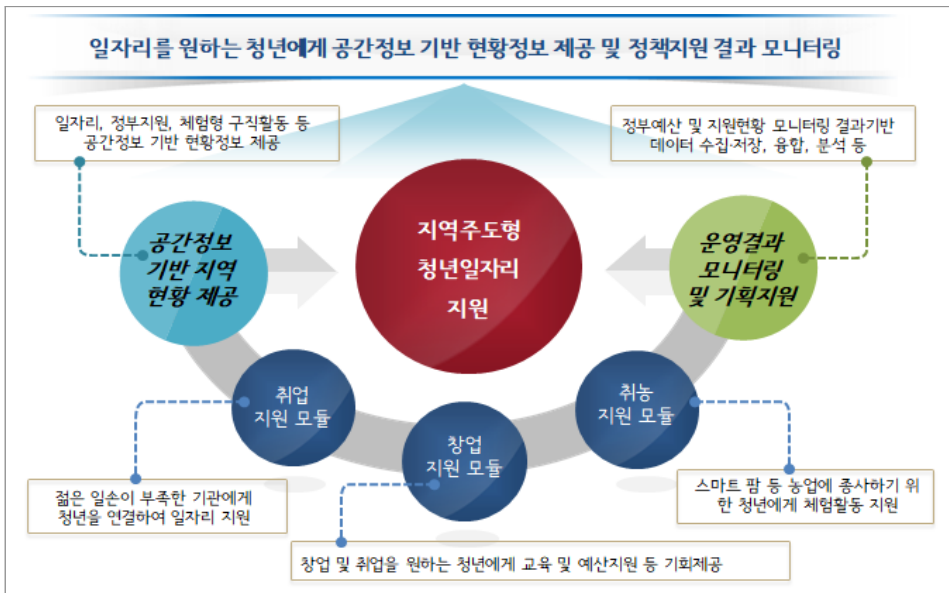 일자리를 원하는 청년에게 공간정보 기반 현황정보 제공 및 정책지원 결과 모니터링
일자리, 정부지원, 체험형 구직활동 등
공간정보 기반 현황정보 제공
정부예산 및 지원현황 모니터링 결과기반
데이터 수집·저장, 융합, 분석 등
공간정보
기반 지역
현황 제공
지역주도형
청년일자리
지원
운영결과
모니터링
및 기획지원
취업
지원 모듈
창업
지원 모듈
취농
지원 모듈
젊은 일손이 부족한 기관에게
청년을 연결하여 일자리 지원
창업 및 취업을 원하는 청년에게 교육 및 예산지원 등 기회제공
스마트 팜 등 농업에 종사하기 위
한 청년에게 체험활동 지원